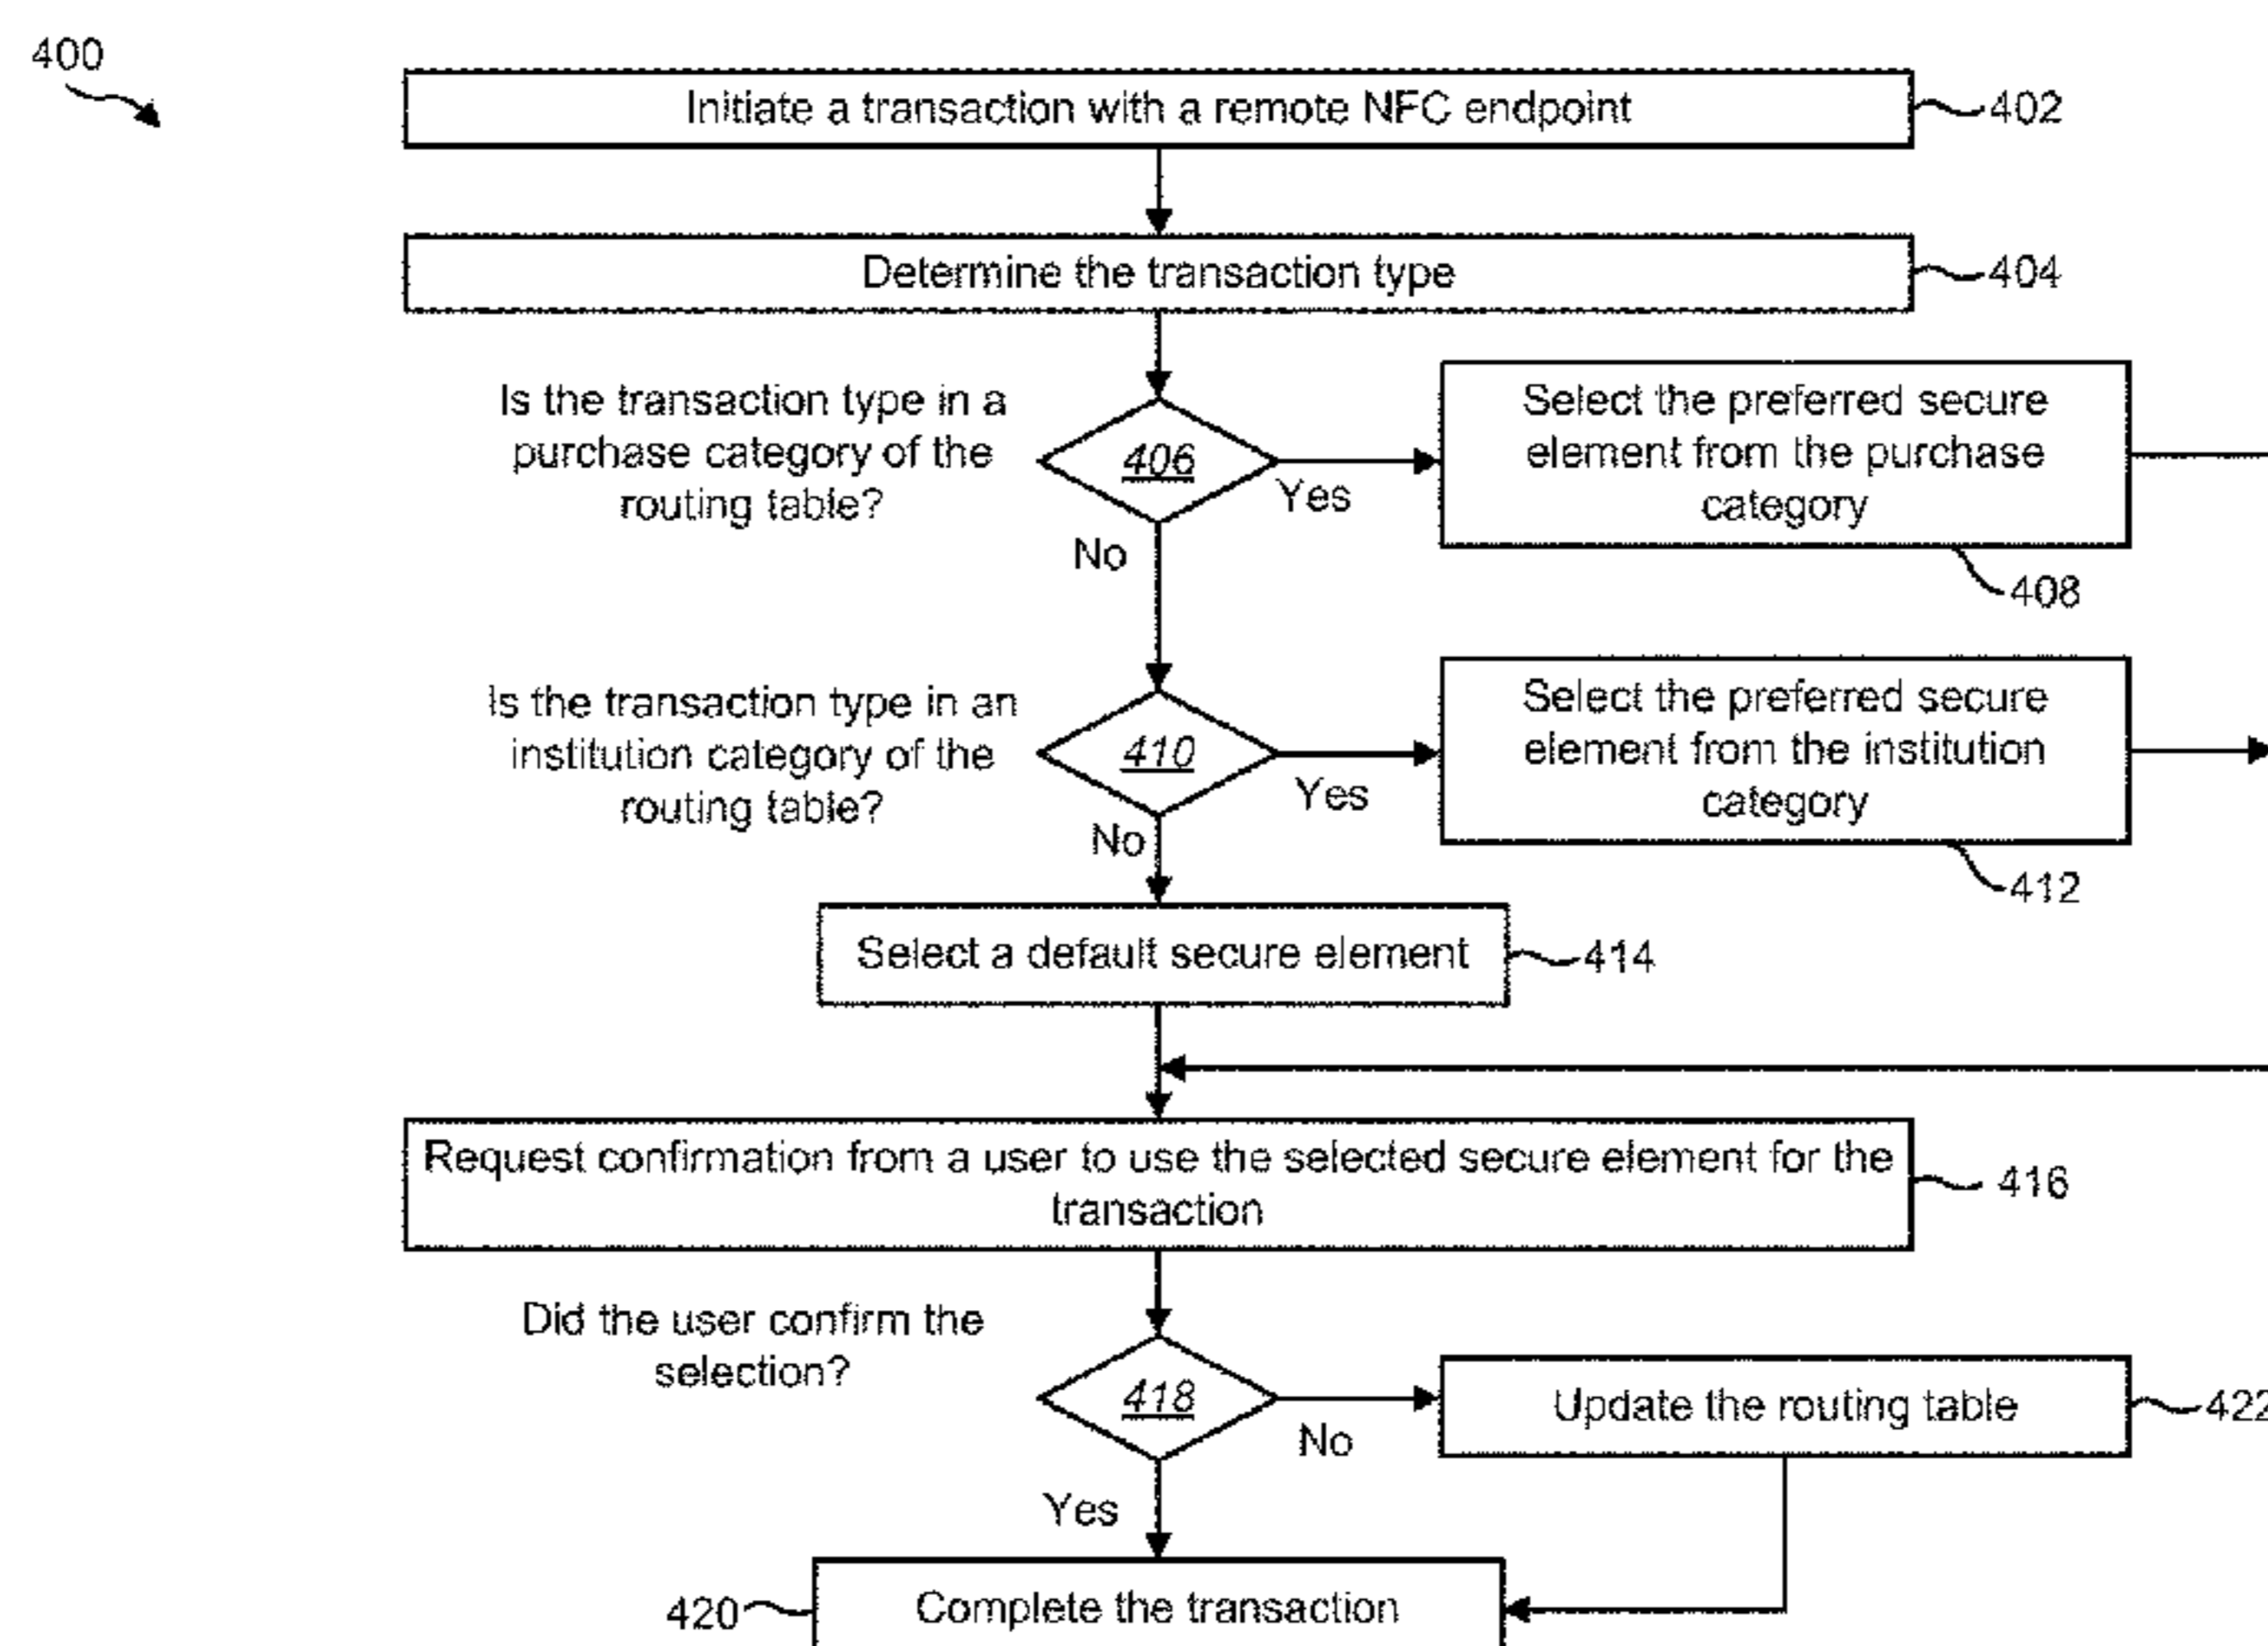 400
Initiate a transaction with a remote NFC endpoint
402
Determine the transaction type
404
Is the transaction type in a
purchase category of the
routing table?
406
Yes
No
Select the preferred secure
element from the purchase
category
408
Is the transaction type in an
institution category of the
routing table?
410
Yes
No
Select the preferred secure
element from the institution
category
412
Select a default secure element
414
Request confirmation from a user to use the selected secure element for the
transaction
416
Did the user confirm the
selection?
418
No
Yes
Update the routing table
422
420
Complete the transaction